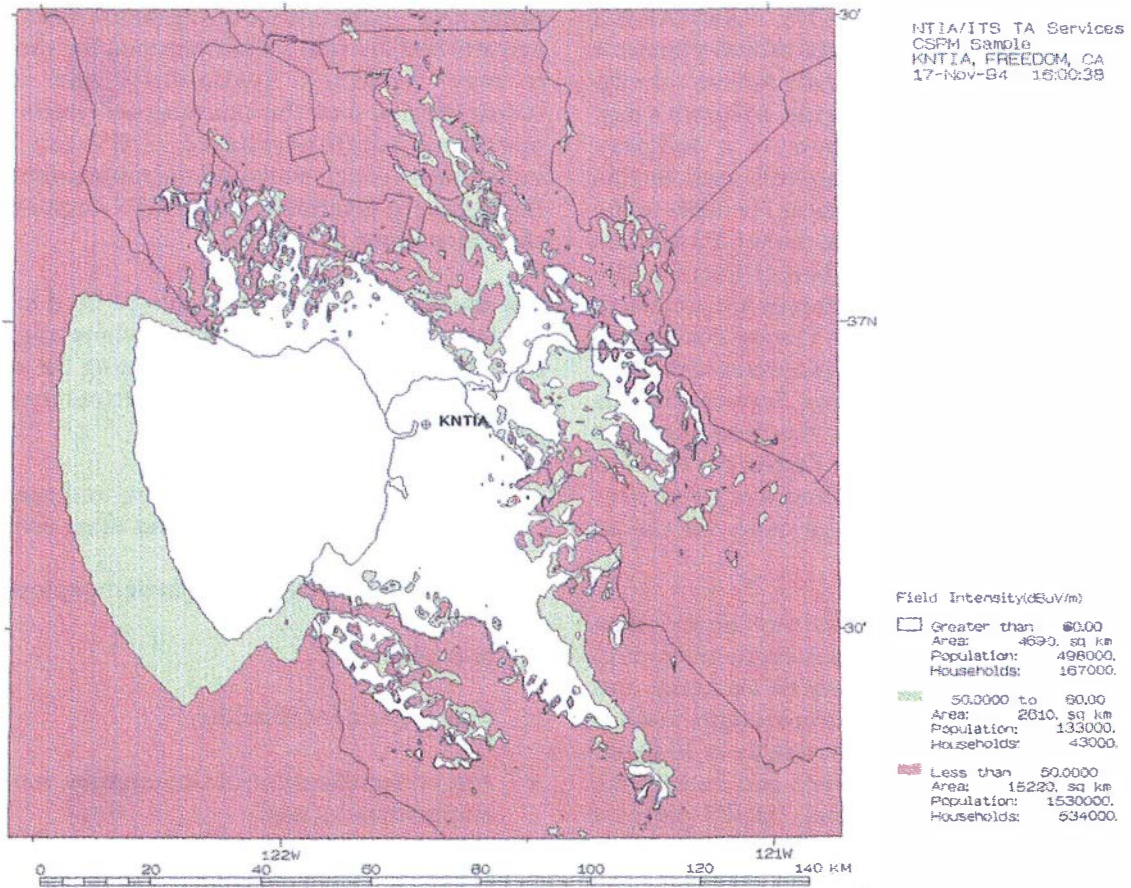 30'
NTIA/ITS TA Services
CSPM Sample
KNTIA, FREEDOM, CA
17-Nov-94 16:00:38
37N
KNTIA
30'
Field Intensity(dBuV/m)
Greater than 60.00
Area: 4690. sq km
Population: 498000.
Households: 167000.
50.0000 to 60.00
Area: 2610. sq km
Population: 133000.
Households: 43000.
Less than 50.0000
Area: 15220. sq km
Population: 1530000.
Households: 534000.
122W
121W
0 20 40 60 80 100 120 140 KM